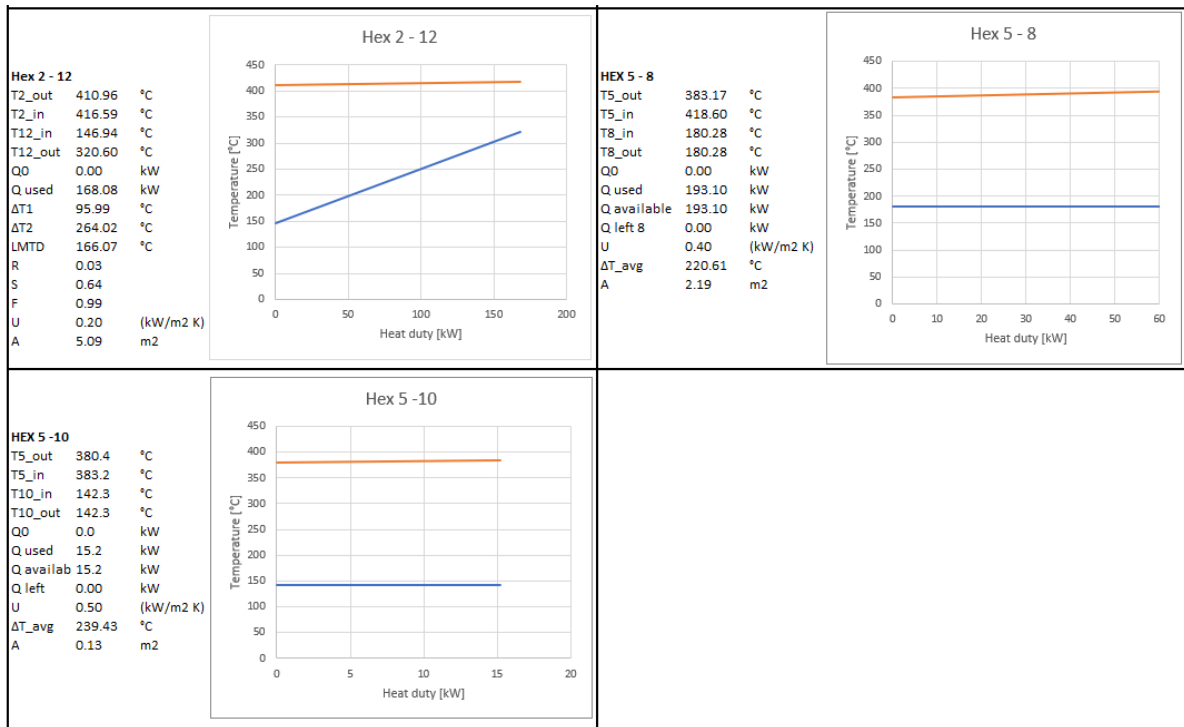 Hex 2 - 12
T2_out 410.96 °C
T2_in 416.59 °C
T12_in 146.94 °C
T12_out 320.60 °C
Q0 0.00 kW
Q used 168.08 kW
ΔT1 95.99 °C
ΔT2 264.02 °C
LMTD 166.07 °C
R 0.03
S 0.64
F 0.99
U 0.20 (kW/m2 K)
A 5.09 m2
Hex 2 - 12
Temperature [°C]
450
400
350
300
250
200
150
100
50
0
0 50 100 150 200
Heat duty [kW]
HEX 5 - 8
T5_out 383.17 °C
T5_in 418.60 °C
T8_in 180.28 °C
T8_out 180.28 °C
Q0 0.00 kW
Q used 193.10 kW
Q available 193.10 kW
Q left 8 0.00 kW
U 0.40 (kW/m2 K)
ΔT_avg 220.61 °C
A 2.19 m2
Hex 5 - 8
Temperature [°C]
450
400
350
300
250
200
150
100
50
0
0 10 20 30 40 50 60
Heat duty [kW]
HEX 5 -10
T5_out 380.4 °C
T5_in 383.2 °C
T10_in 142.3 °C
T10_out 142.3 °C
Q0 0.0 kW
Q used 15.2 kW
Q availab 15.2 kW
Q left 0.00 kW
U 0.50 (kW/m2 K)
ΔT_avg 239.43 °C
A 0.13 m2
Hex 5 -10
Temperature [°C]
450
400
350
300
250
200
150
100
50
0
0 5 10 15 20
Heat duty [kW]